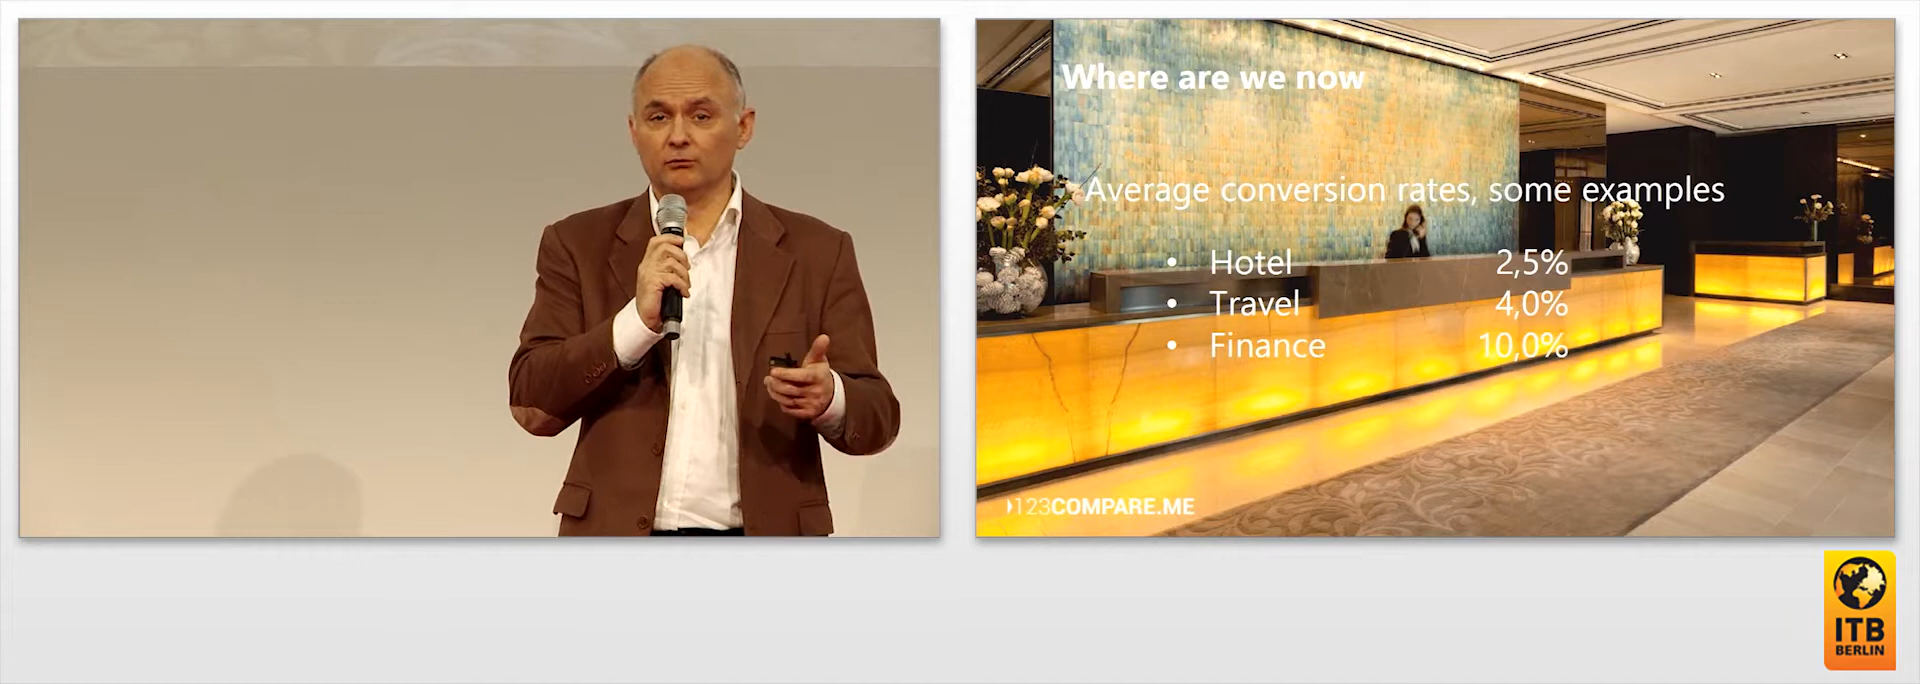 Where are we now
Average conversion rates, some examples
• Hotel 2,5%
• Travel 4,0%
• Finance 10,0%
123COMPARE.ME
ITB
BERLIN